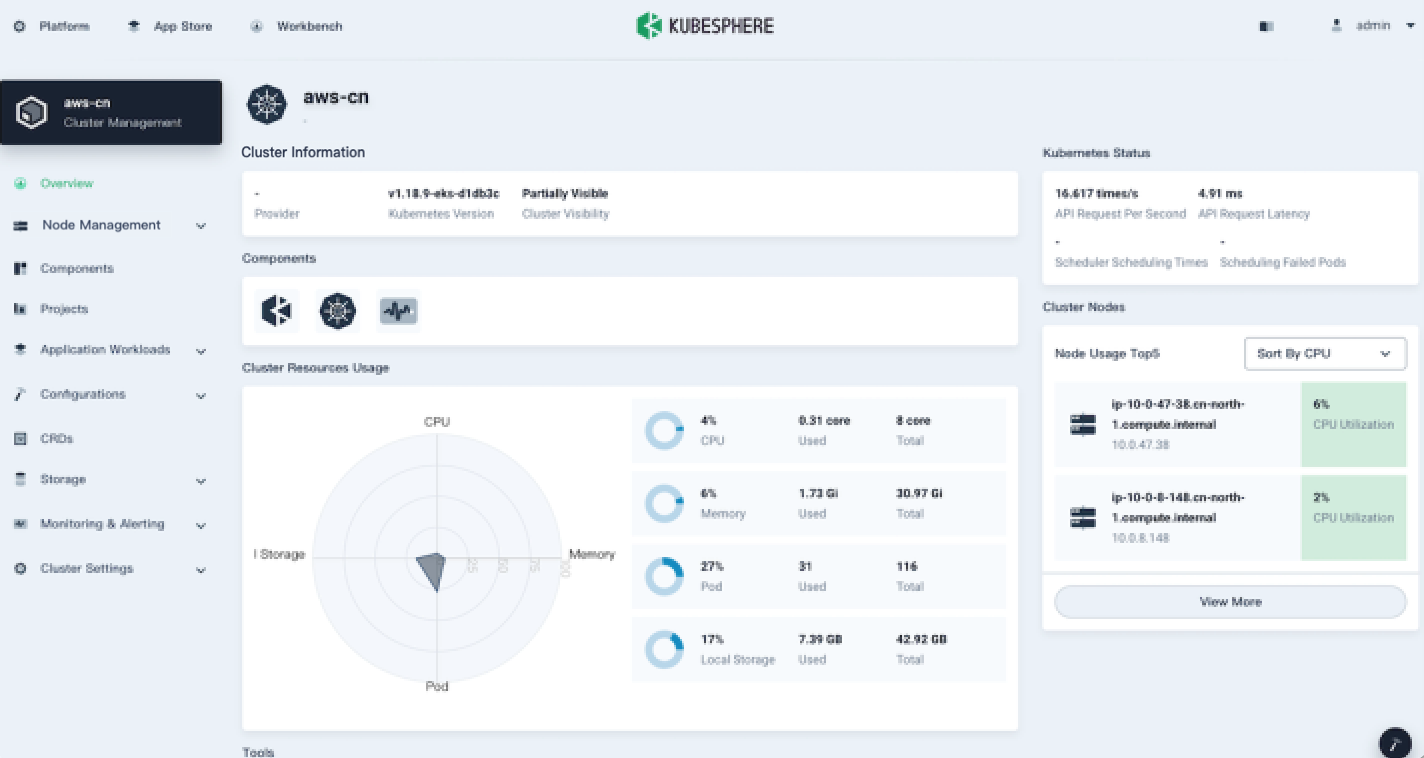 Platform
App Store
Workbench
KUBESPHERE
admin
aws-cn
Cluster Management
Overview
Node Management
Components
Projects
Application Workloads
Configurations
CRDs
Storage
Monitoring & Alerting
Cluster Settings
aws-cn
-
Cluster Information
- v1.18.9-eks-d1db3c Partially Visible
Provider Kubernetes Version Cluster Visibility
Components
Cluster Resources Usage
CPU
l Storage
Memory
Pod
25 50 75 100
4% 0.31 core 8 core
CPU Used Total
6% 1.73 Gi 30.97 Gi
Memory Used Total
27% 31 116
Pod Used Total
17% 7.39 GB 42.92 GB
Local Storage Used Total
Tools
Kubernetes Status
16.617 times/s 4.91 ms
API Request Per Second API Request Latency
- -
Scheduler Scheduling Times Scheduling Failed Pods
Cluster Nodes
Node Usage Top5 Sort By CPU
ip-10-0-47-38.cn-north-
1.compute.internal
10.0.47.38
6%
CPU Utilization
ip-10-0-8-148.cn-north-
1.compute.internal
10.0.8.148
2%
CPU Utilization
View More